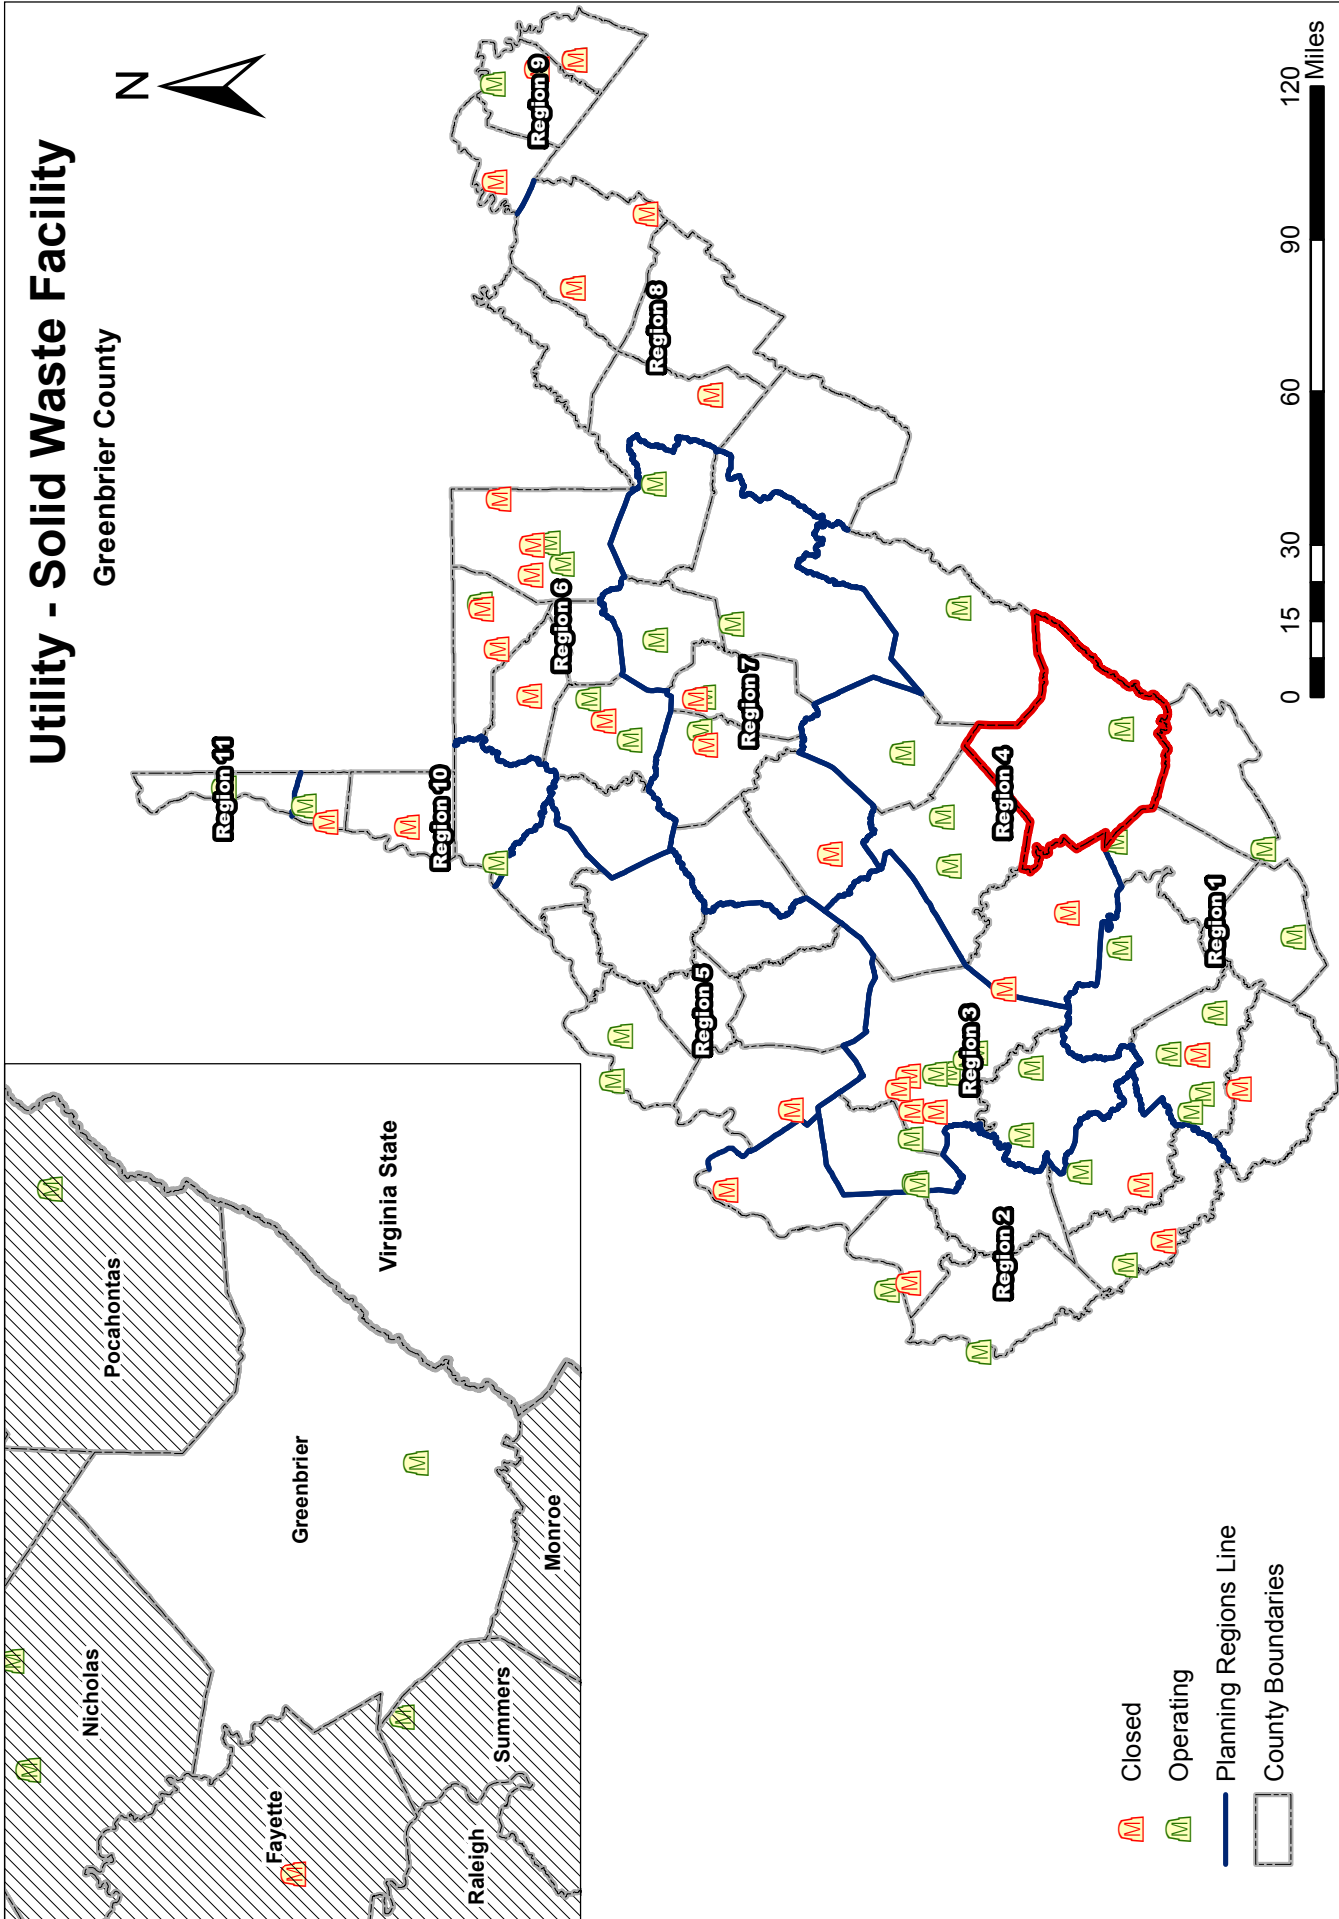 Utility - Solid Waste Facility
Greenbrier County
N
Pocahontas
Nicholas
Greenbrier
Virginia State
Fayette
Monroe
Summers
Raleigh
Region 11
Region 10
Region 9
Region 8
Region 6
Region 7
Region 5
Region 4
Region 3
Region 2
Region 1
Closed
Operating
Planning Regions Line
County Boundaries
0 15 30 60 90 120
Miles